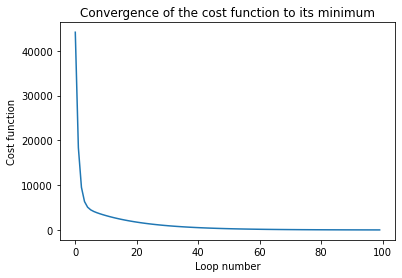 Convergence of the cost function to its minimum
40000
30000
20000
10000
0
Cost function
0 20 40 60 80 100
Loop number